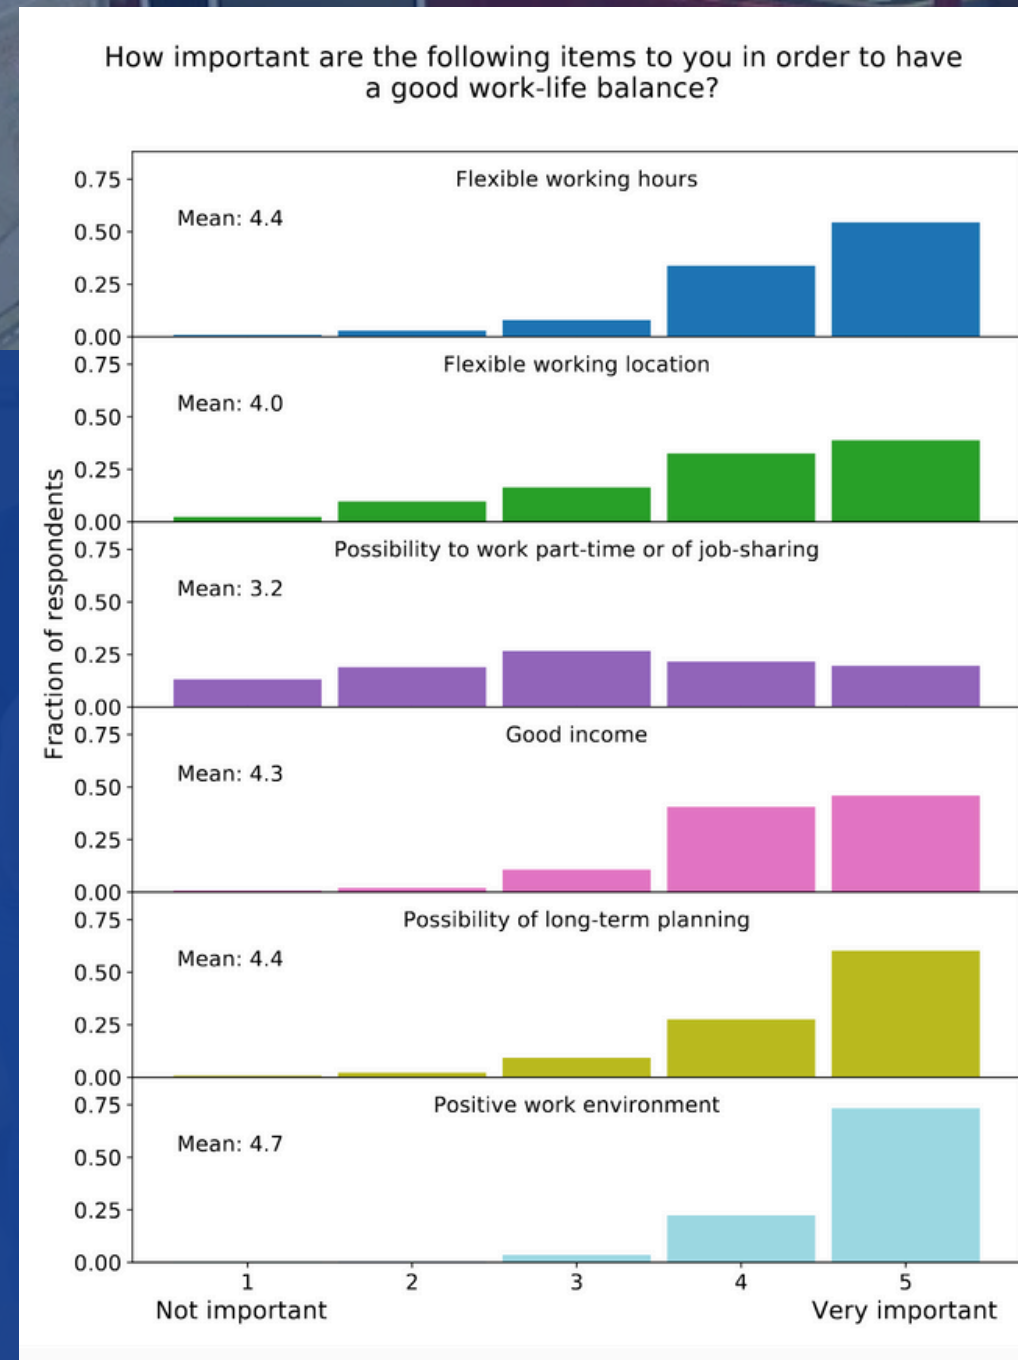 How important are the following items to you in order to have
a good work-life balance?
Fraction of respondents
0.75
Flexible working hours
Mean: 4.4
0.50
0.25
0.00
0.75
Flexible working location
Mean: 4.0
0.50
0.25
0.00
0.75
Possibility to work part-time or of job-sharing
Mean: 3.2
0.50
0.25
0.00
0.75
Good income
Mean: 4.3
0.50
0.25
0.00
0.75
Possibility of long-term planning
Mean: 4.4
0.50
0.25
0.00
0.75
Positive work environment
Mean: 4.7
0.50
0.25
0.00
1 2 3 4 5
Not important Very important